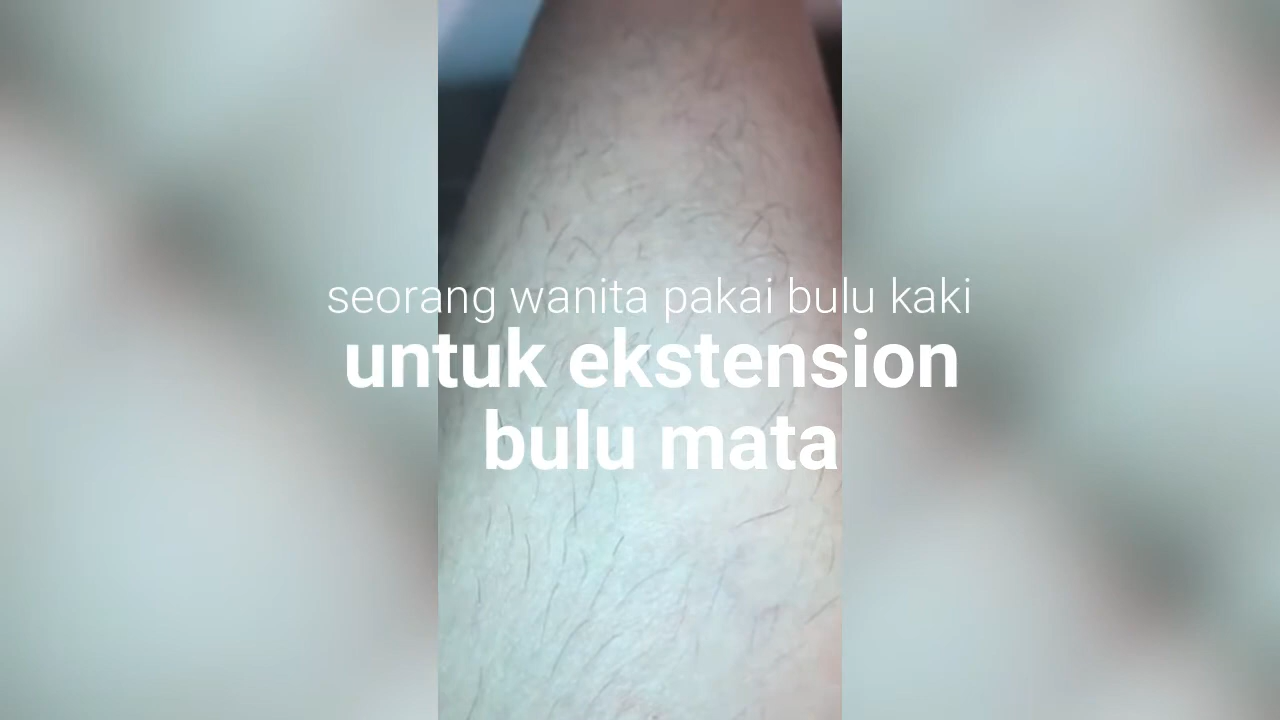 seorang wanita pakai bulu kaki
untuk ekstension
bulu mata